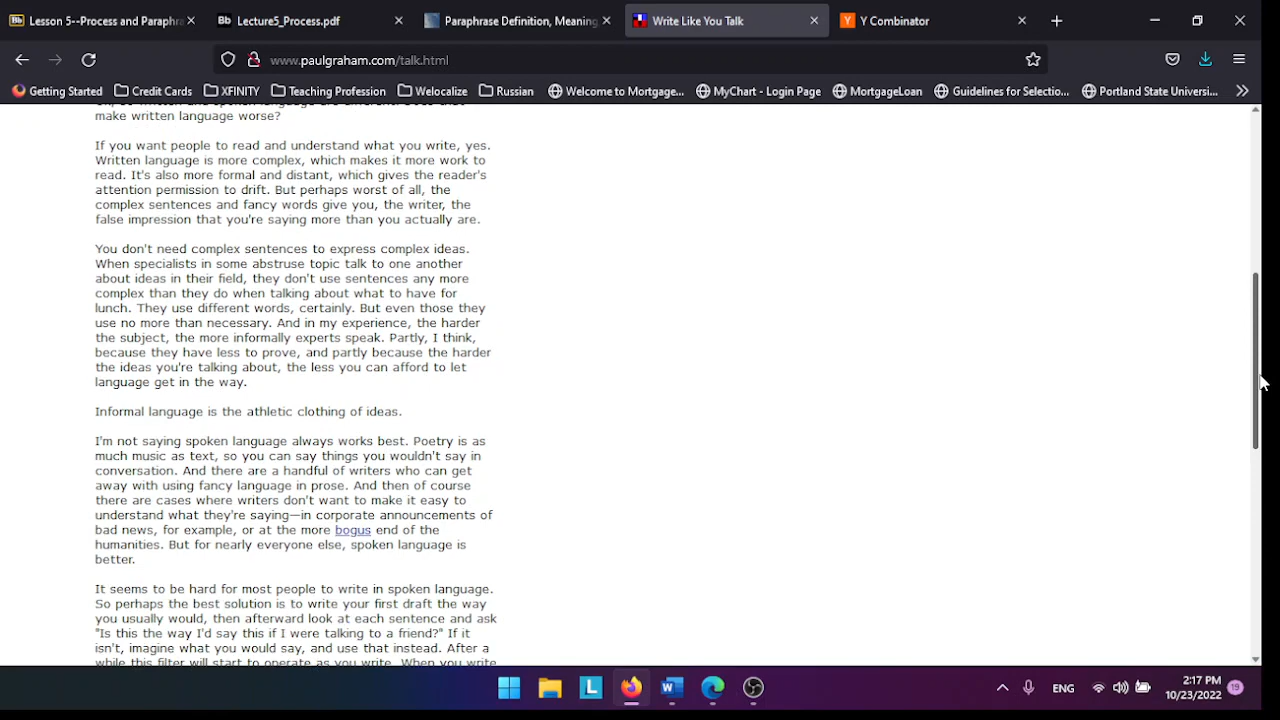 Lesson 5--Process and Paraphra
Lecture5_Process.pdf
Paraphrase Definition, Meaning
Write Like You Talk
Y Combinator
www.paulgraham.com/talk.html
Getting Started
Credit Cards
XFINITY
Teaching Profession
Welocalize
Russian
Welcome to Mortgage...
MyChart - Login Page
MortgageLoan
Guidelines for Selectio...
Portland State Universi...
make written language worse?
If you want people to read and understand what you write, yes.
Written language is more complex, which makes it more work to
read. It's also more formal and distant, which gives the reader's
attention permission to drift. But perhaps worst of all, the
complex sentences and fancy words give you, the writer, the
false impression that you're saying more than you actually are.
You don't need complex sentences to express complex ideas.
When specialists in some abstruse topic talk to one another
about ideas in their field, they don't use sentences any more
complex than they do when talking about what to have for
lunch. They use different words, certainly. But even those they
use no more than necessary. And in my experience, the harder
the subject, the more informally experts speak. Partly, I think,
because they have less to prove, and partly because the harder
the ideas you're talking about, the less you can afford to let
language get in the way.
Informal language is the athletic clothing of ideas.
I'm not saying spoken language always works best. Poetry is as
much music as text, so you can say things you wouldn't say in
conversation. And there are a handful of writers who can get
away with using fancy language in prose. And then of course
there are cases where writers don't want to make it easy to
understand what they're saying—in corporate announcements of
bad news, for example, or at the more bogus end of the
humanities. But for nearly everyone else, spoken language is
better.
It seems to be hard for most people to write in spoken language.
So perhaps the best solution is to write your first draft the way
you usually would, then afterward look at each sentence and ask
"Is this the way I'd say this if I were talking to a friend?" If it
isn't, imagine what you would say, and use that instead. After a
while this filter will start to operate as you write. When you write
ENG
2:17 PM
10/23/2022
19